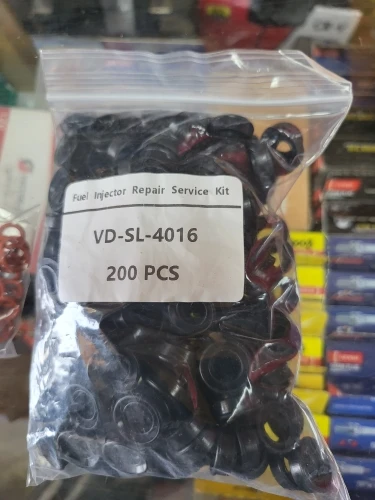 Fuel Injector Repair Service Kit
VD-SL-4016
200 PCS